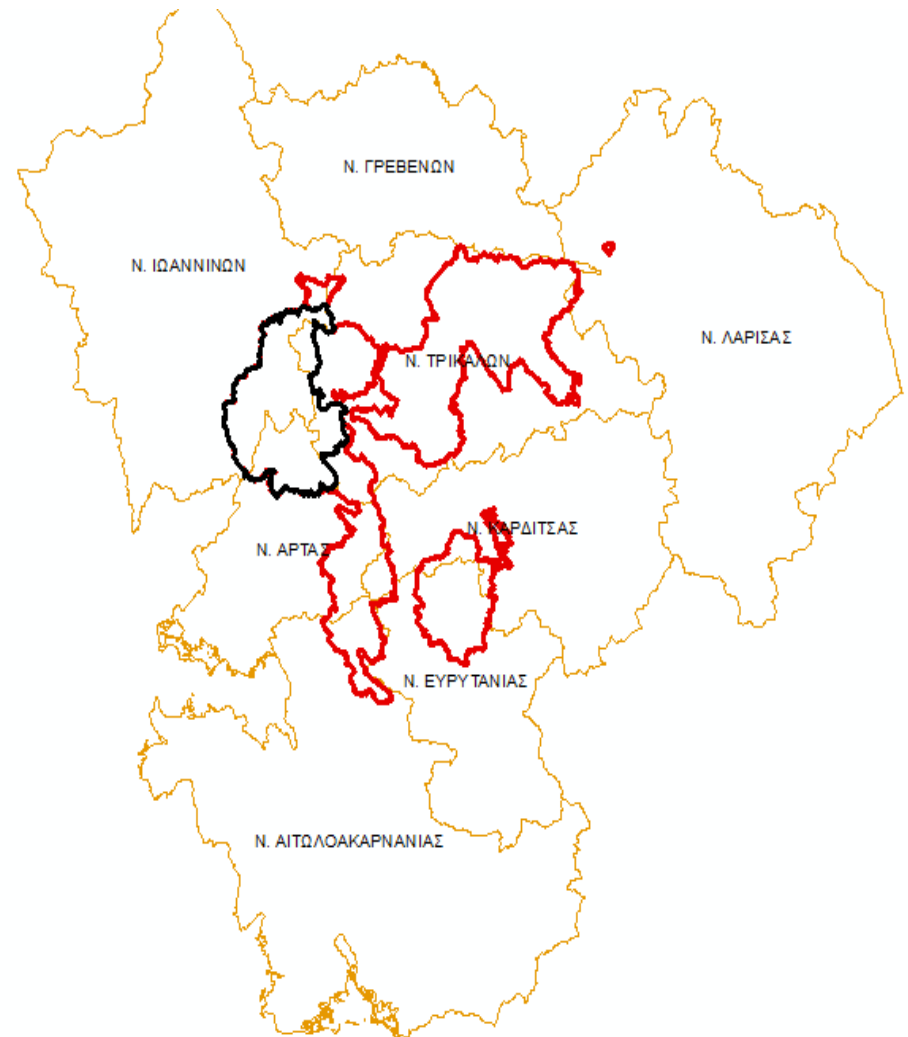 Ν. ΓΡΕΒΕΝΩΝ
Ν. ΙΩΑΝΝΙΝΩΝ
Ν. ΛΑΡΙΣΑΣ
Ν. ΤΡΙΚΑΛΩΝ
Ν. ΚΑΡΔΙΤΣΑΣ
Ν. ΑΡΤΑΣ
Ν. ΕΥΡΥΤΑΝΙΑΣ
Ν. ΑΙΤΩΛΟΑΚΑΡΝΑΝΙΑΣ